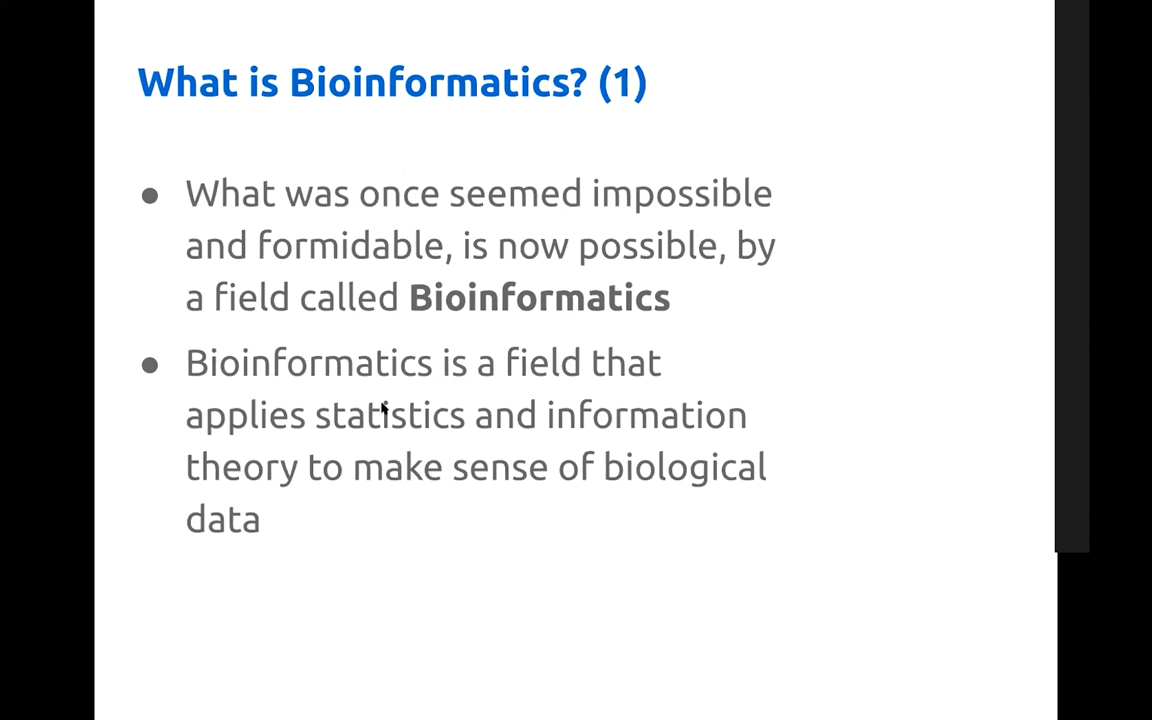 What is Bioinformatics? (1)
● What was once seemed impossible
and formidable, is now possible, by
a field called Bioinformatics
● Bioinformatics is a field that
applies statistics and information
theory to make sense of biological
data